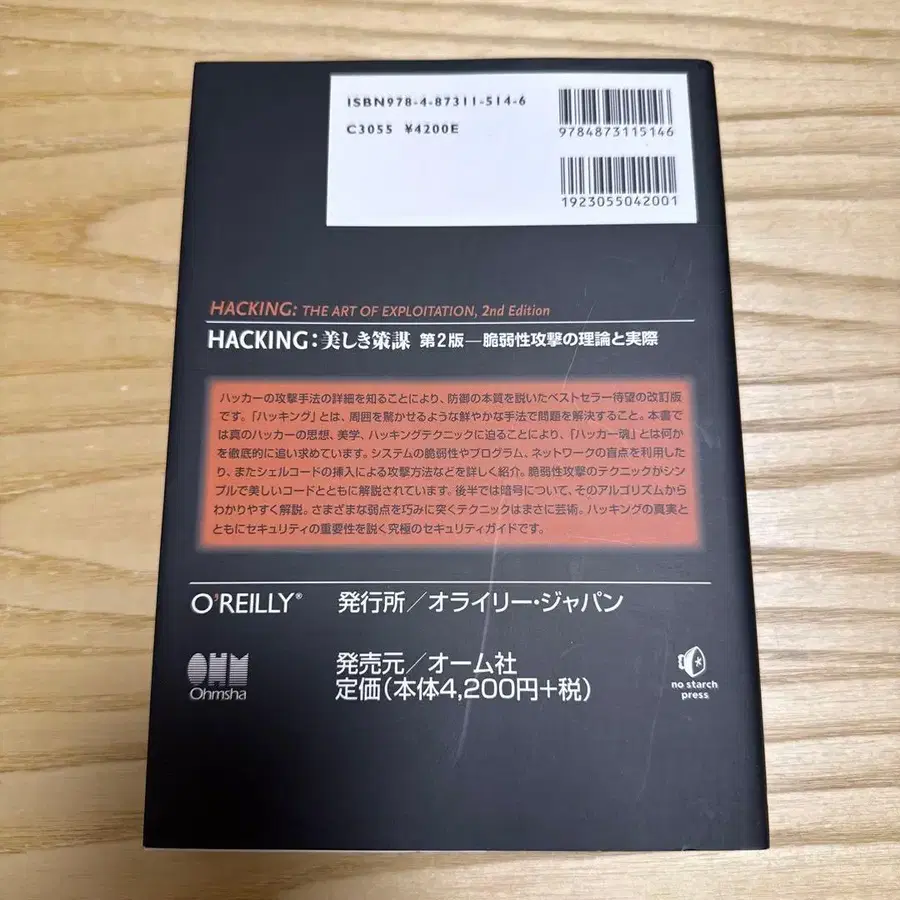 ISBN978-4-87311-514-6
C3055 ¥4200E
9784873115146
1923055042001
HACKING: THE ART OF EXPLOITATION, 2nd Edition
HACKING：美しき策謀 第2版―脆弱性攻撃の理論と実際
ハッカーの攻撃手法の詳細を知ることにより、防御の本質を説いたベストセラー待望の改訂版
です。「ハッキング」とは、周囲を驚かせるような鮮やかな手法で問題を解決すること。本書で
は真のハッカーの思想、美学、ハッキングテクニックに迫ることにより、「ハッカー魂」とは何か
を徹底的に追い求めています。システムの脆弱性やプログラム、ネットワークの盲点を利用した
り、またシェルコードの挿入による攻撃方法などを詳しく紹介。脆弱性攻撃のテクニックがシン
プルで美しいコードとともに解説されています。後半では暗号について、そのアルゴリズムから
わかりやすく解説。さまざまな弱点を巧みに突くテクニックはまさに芸術。ハッキングの真実と
ともにセキュリティの重要性を説く究極のセキュリティガイドです。
O'REILLY® 発行所／オライリー・ジャパン
OHM
Ohmsha
発売元／オーム社
定価（本体4,200円+税）
no starch
press